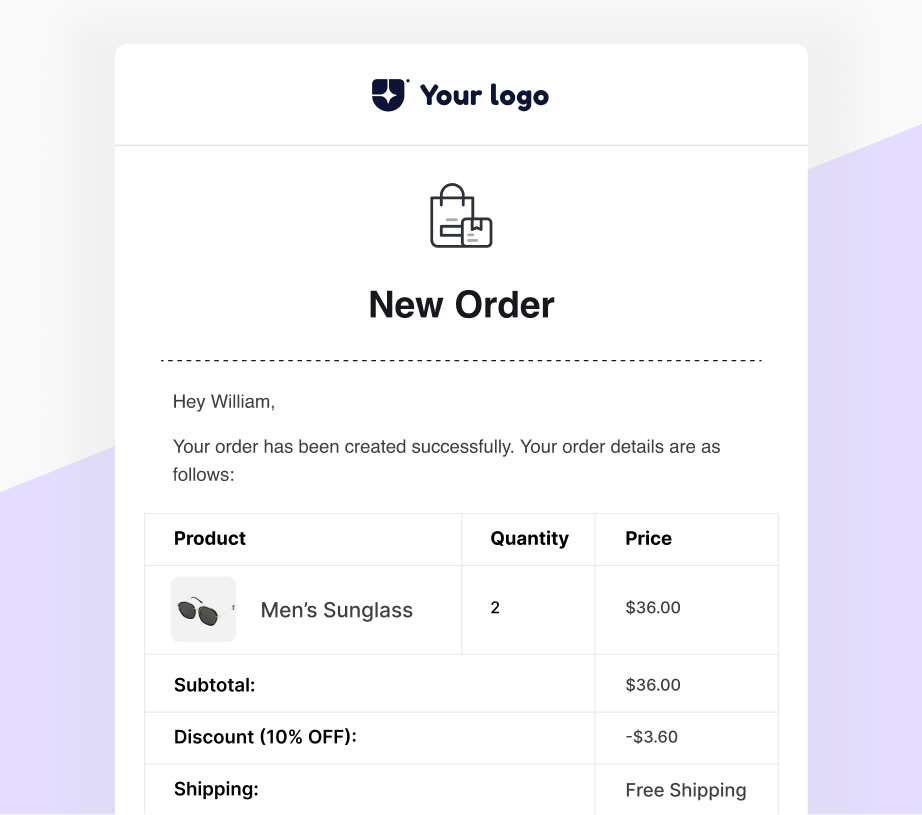 Your logo
New Order
Hey William,
Your order has been created successfully. Your order details are as
follows:
Product Quantity Price
Men’s Sunglass 2 $36.00
Subtotal: $36.00
Discount (10% OFF): -$3.60
Shipping: Free Shipping